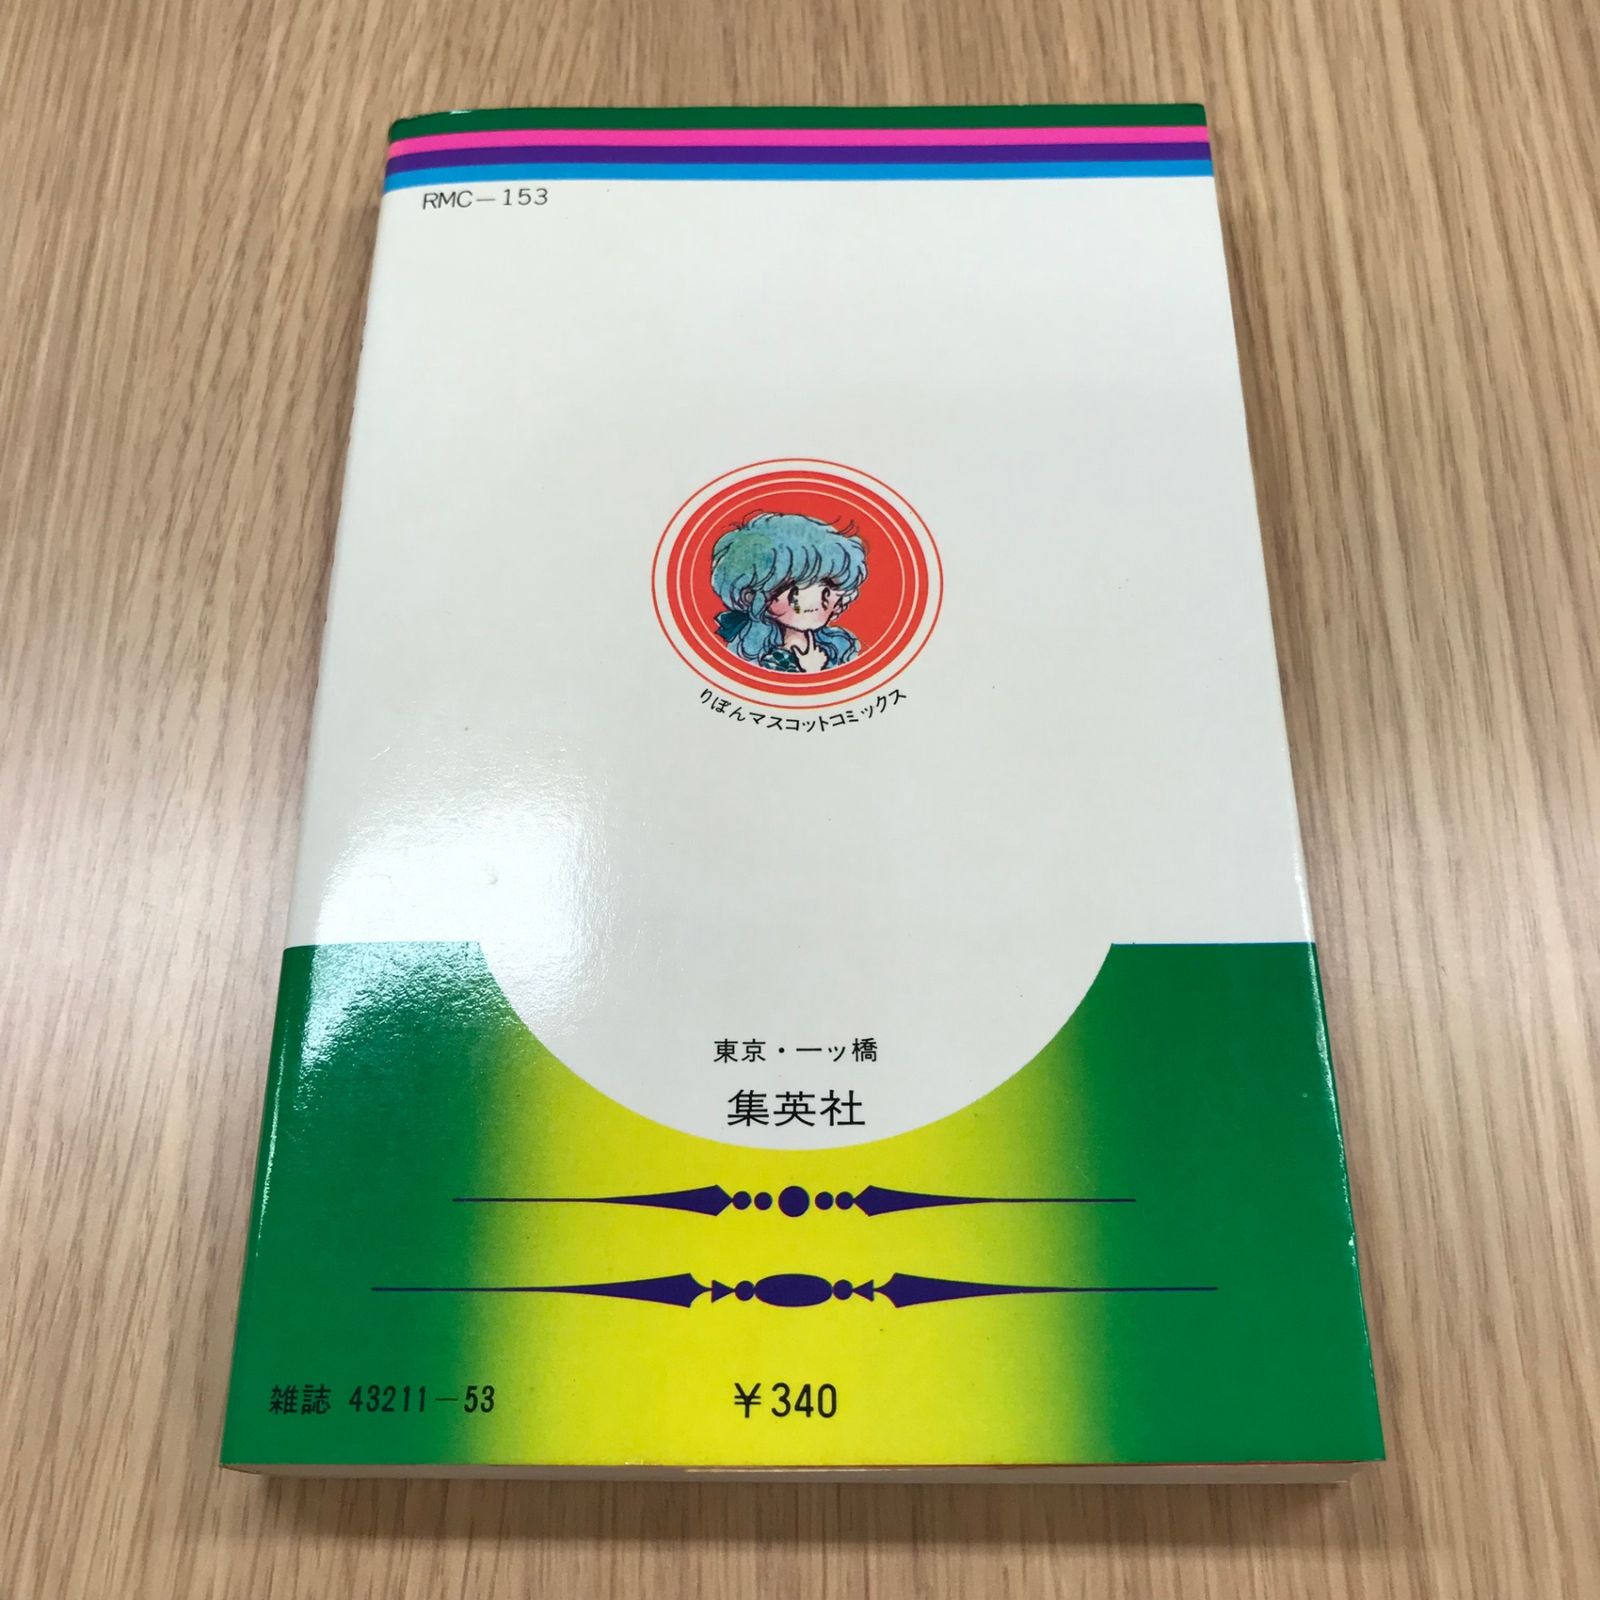 RMC-153
りぼんマスコットコミックス
東京・一ッ橋
集英社
雑誌 43211-53
¥340